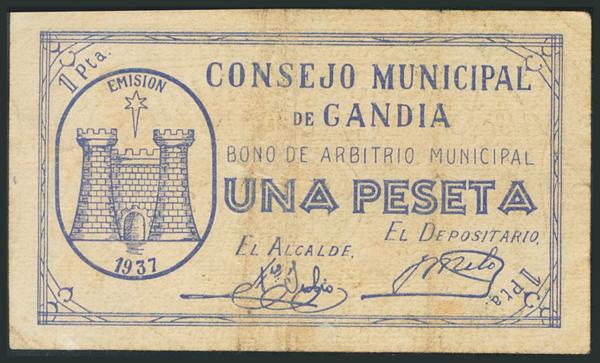 1 Pta.
EMISION
1937
CONSEJO MUNICIPAL
DE GANDIA
BONO DE ARBITRIO MUNICIPAL
UNA PESETA
EL ALCALDE,
EL DEPOSITARIO,
1 Pta.